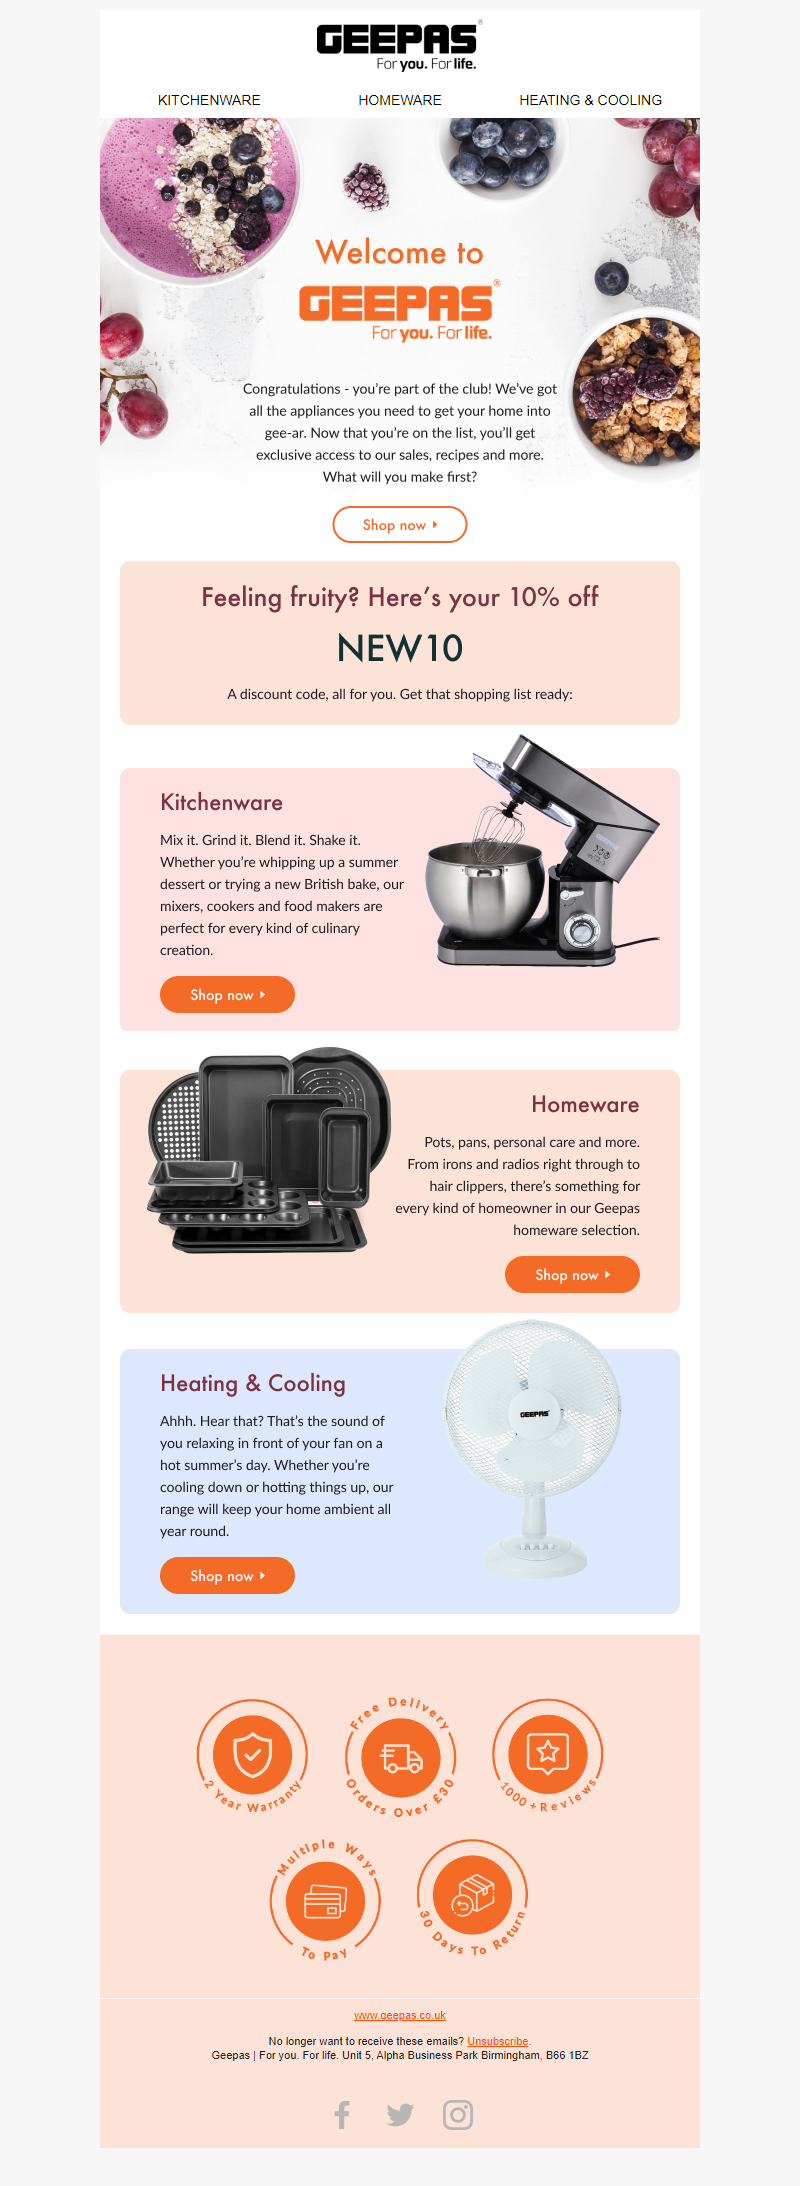 GEEPAS®
For you. For life.
KITCHENWARE
HOMEWARE
HEATING & COOLING
Welcome to
GEEPAS®
For you. For life.
Congratulations - you're part of the club! We've got
all the appliances you need to get your home into
gee-ar. Now that you're on the list, you'll get
exclusive access to our sales, recipes and more.
What will you make first?
Shop now
Feeling fruity? Here's your 10% off
NEW10
A discount code, all for you. Get that shopping list ready:
Kitchenware
Mix it. Grind it. Blend it. Shake it.
Whether you're whipping up a summer
dessert or trying a new British bake, our
mixers, cookers and food makers are
perfect for every kind of culinary
creation.
Shop now
Homeware
Pots, pans, personal care and more.
From irons and radios right through to
hair clippers, there's something for
every kind of homeowner in our Geepas
homeware selection.
Shop now
Heating & Cooling
Ahhh. Hear that? That's the sound of
you relaxing in front of your fan on a
hot summer's day. Whether you're
cooling down or hotting things up, our
range will keep your home ambient all
year round.
Shop now
GEEPAS
2 Year Warranty
Free Delivery
Orders Over £30
1000+Reviews
Multiple Ways
To Pay
30 Days To Return
www.geepas.co.uk
No longer want to receive these emails? Unsubscribe.
Geepas | For you. For life. Unit 5, Alpha Business Park Birmingham, B66 1BZ